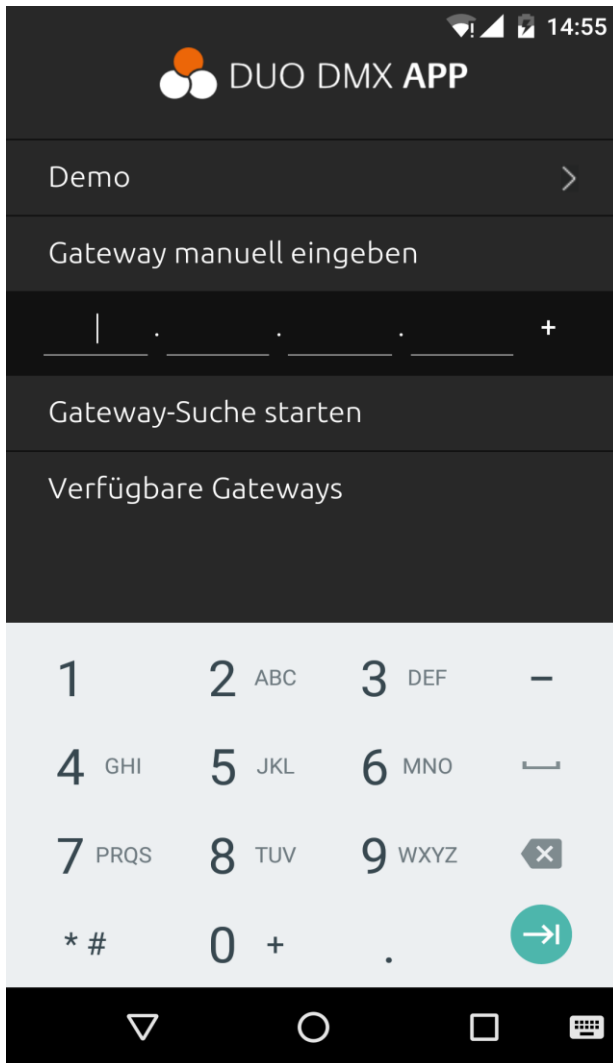 14:55
DUO DMX APP
Demo
Gateway manuell eingeben
. . . +
Gateway-Suche starten
Verfügbare Gateways
1 2 ABC 3 DEF -
4 GHI 5 JKL 6 MNO
7 PRQS 8 TUV 9 WXYZ
* # 0 + .